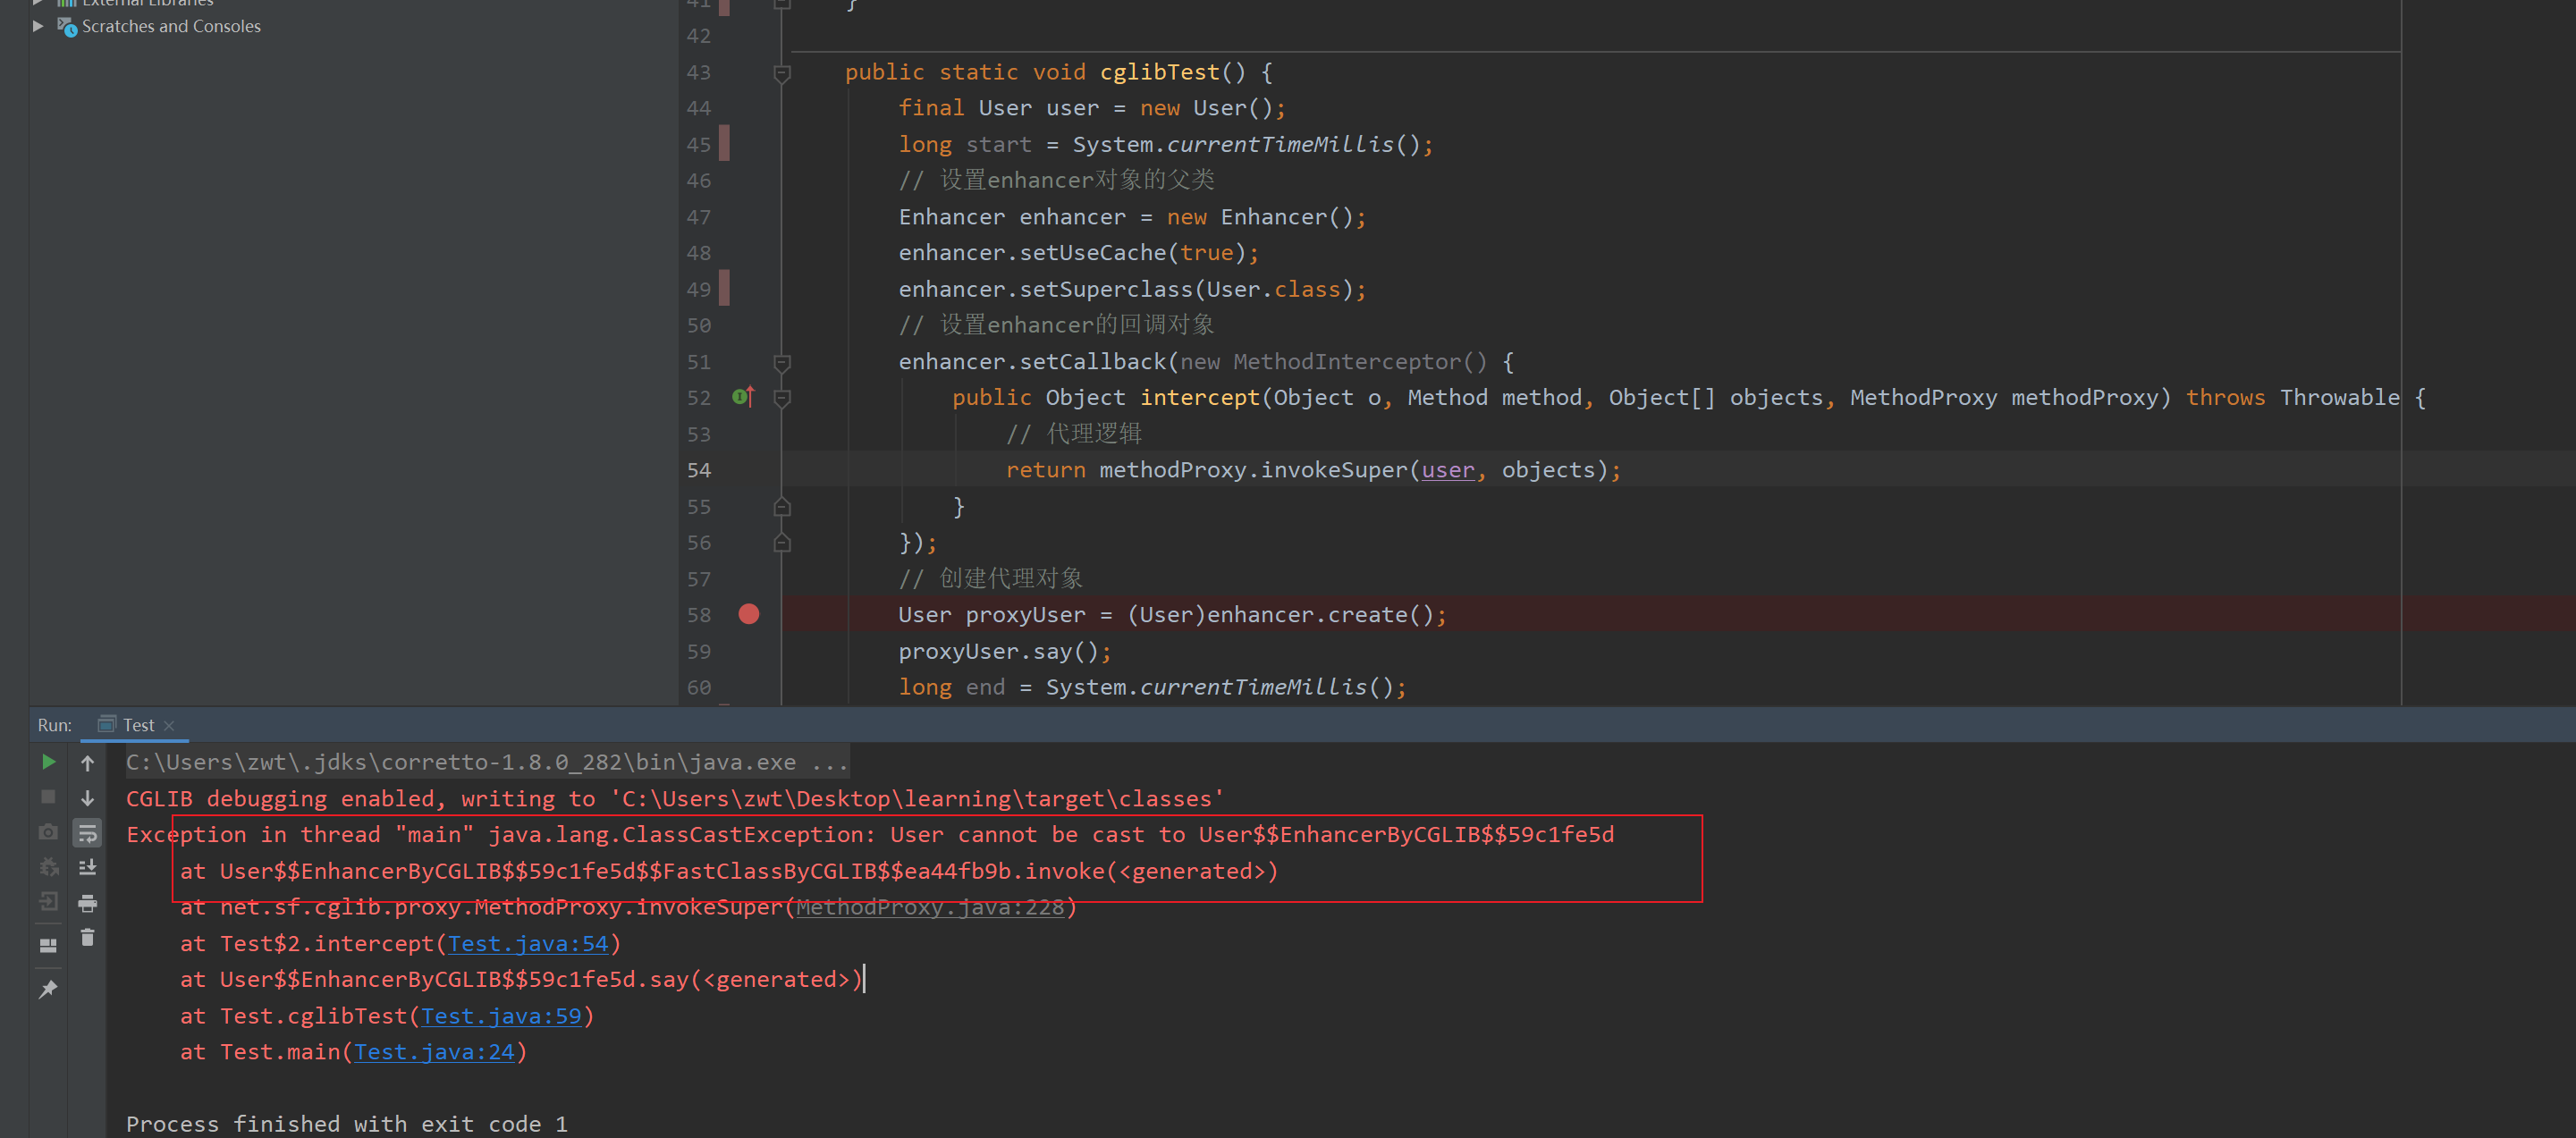 External Libraries
Scratches and Consoles
41 }
42
43 public static void cglibTest() {
44 final User user = new User();
45 long start = System.currentTimeMillis();
46 // 设置enhancer对象的父类
47 Enhancer enhancer = new Enhancer();
48 enhancer.setUseCache(true);
49 enhancer.setSuperclass(User.class);
50 // 设置enhancer的回调对象
51 enhancer.setCallback(new MethodInterceptor() {
52 public Object intercept(Object o, Method method, Object[] objects, MethodProxy methodProxy) throws Throwable {
53 // 代理逻辑
54 return methodProxy.invokeSuper(user, objects);
55 }
56 });
57 // 创建代理对象
58 User proxyUser = (User)enhancer.create();
59 proxyUser.say();
60 long end = System.currentTimeMillis();
Run: Test
C:\Users\zwt\.jdks\corretto-1.8.0_282\bin\java.exe ...
CGLIB debugging enabled, writing to 'C:\Users\zwt\Desktop\learning\target\classes'
Exception in thread "main" java.lang.ClassCastException: User cannot be cast to User$$EnhancerByCGLIB$$59c1fe5d
at User$$EnhancerByCGLIB$$59c1fe5d$$FastClassByCGLIB$$ea44fb9b.invoke(<generated>)
at net.sf.cglib.proxy.MethodProxy.invokeSuper(MethodProxy.java:228)
at Test$2.intercept(Test.java:54)
at User$$EnhancerByCGLIB$$59c1fe5d.say(<generated>)
at Test.cglibTest(Test.java:59)
at Test.main(Test.java:24)
Process finished with exit code 1